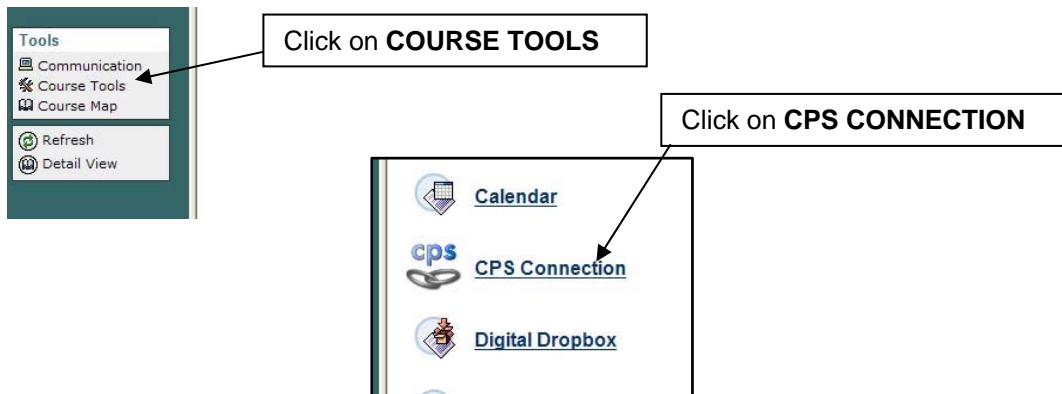 Tools
Communication
Course Tools
Course Map
Refresh
Detail View
Click on COURSE TOOLS
Click on CPS CONNECTION
Calendar
cps
CPS Connection
Digital Dropbox